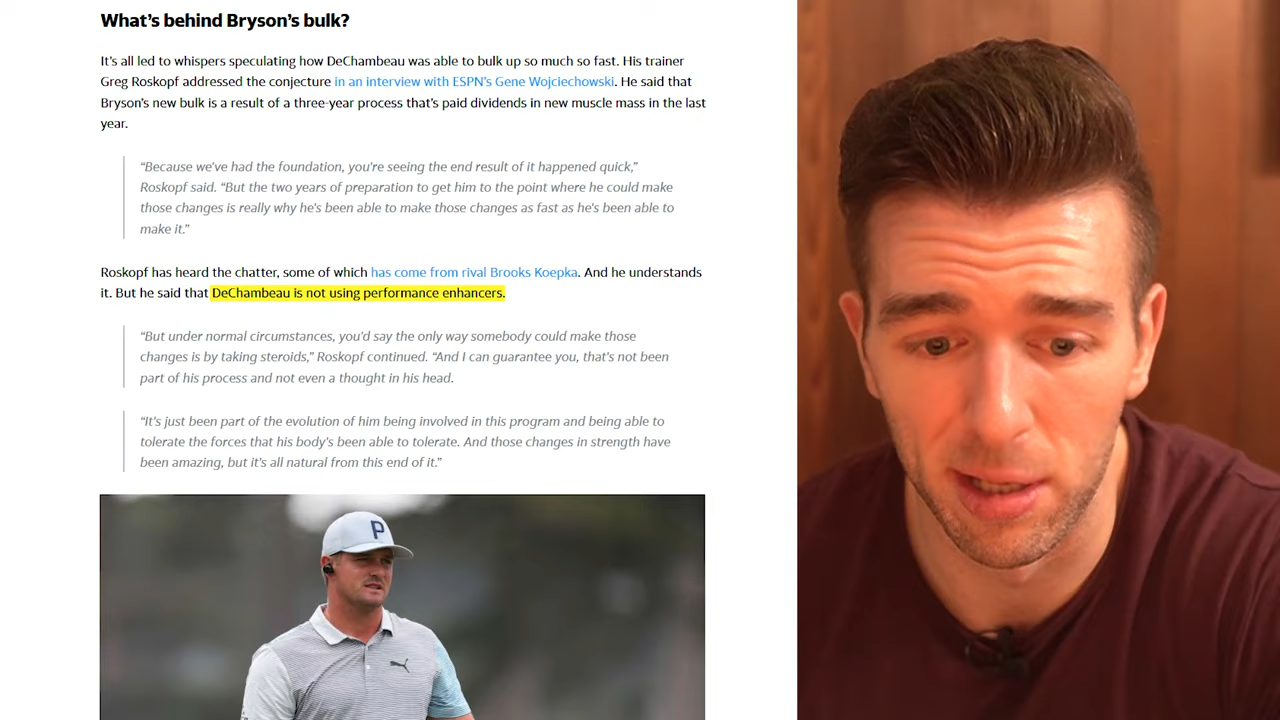 What’s behind Bryson’s bulk?
It’s all led to whispers speculating how DeChambeau was able to bulk up so much so fast. His trainer
Greg Roskopf addressed the conjecture in an interview with ESPN’s Gene Wojciechowski. He said that
Bryson’s new bulk is a result of a three-year process that’s paid dividends in new muscle mass in the last
year.
“Because we’ve had the foundation, you’re seeing the end result of it happened quick,”
Roskopf said. “But the two years of preparation to get him to the point where he could make
those changes is really why he’s been able to make those changes as fast as he’s been able to
make it.”
Roskopf has heard the chatter, some of which has come from rival Brooks Koepka. And he understands
it. But he said that DeChambeau is not using performance enhancers.
“But under normal circumstances, you’d say the only way somebody could make those
changes is by taking steroids,” Roskopf continued. “And I can guarantee you, that’s not been
part of his process and not even a thought in his head.
“It’s just been part of the evolution of him being involved in this program and being able to
tolerate the forces that his body’s been able to tolerate. And those changes in strength have
been amazing, but it’s all natural from this end of it.”
P